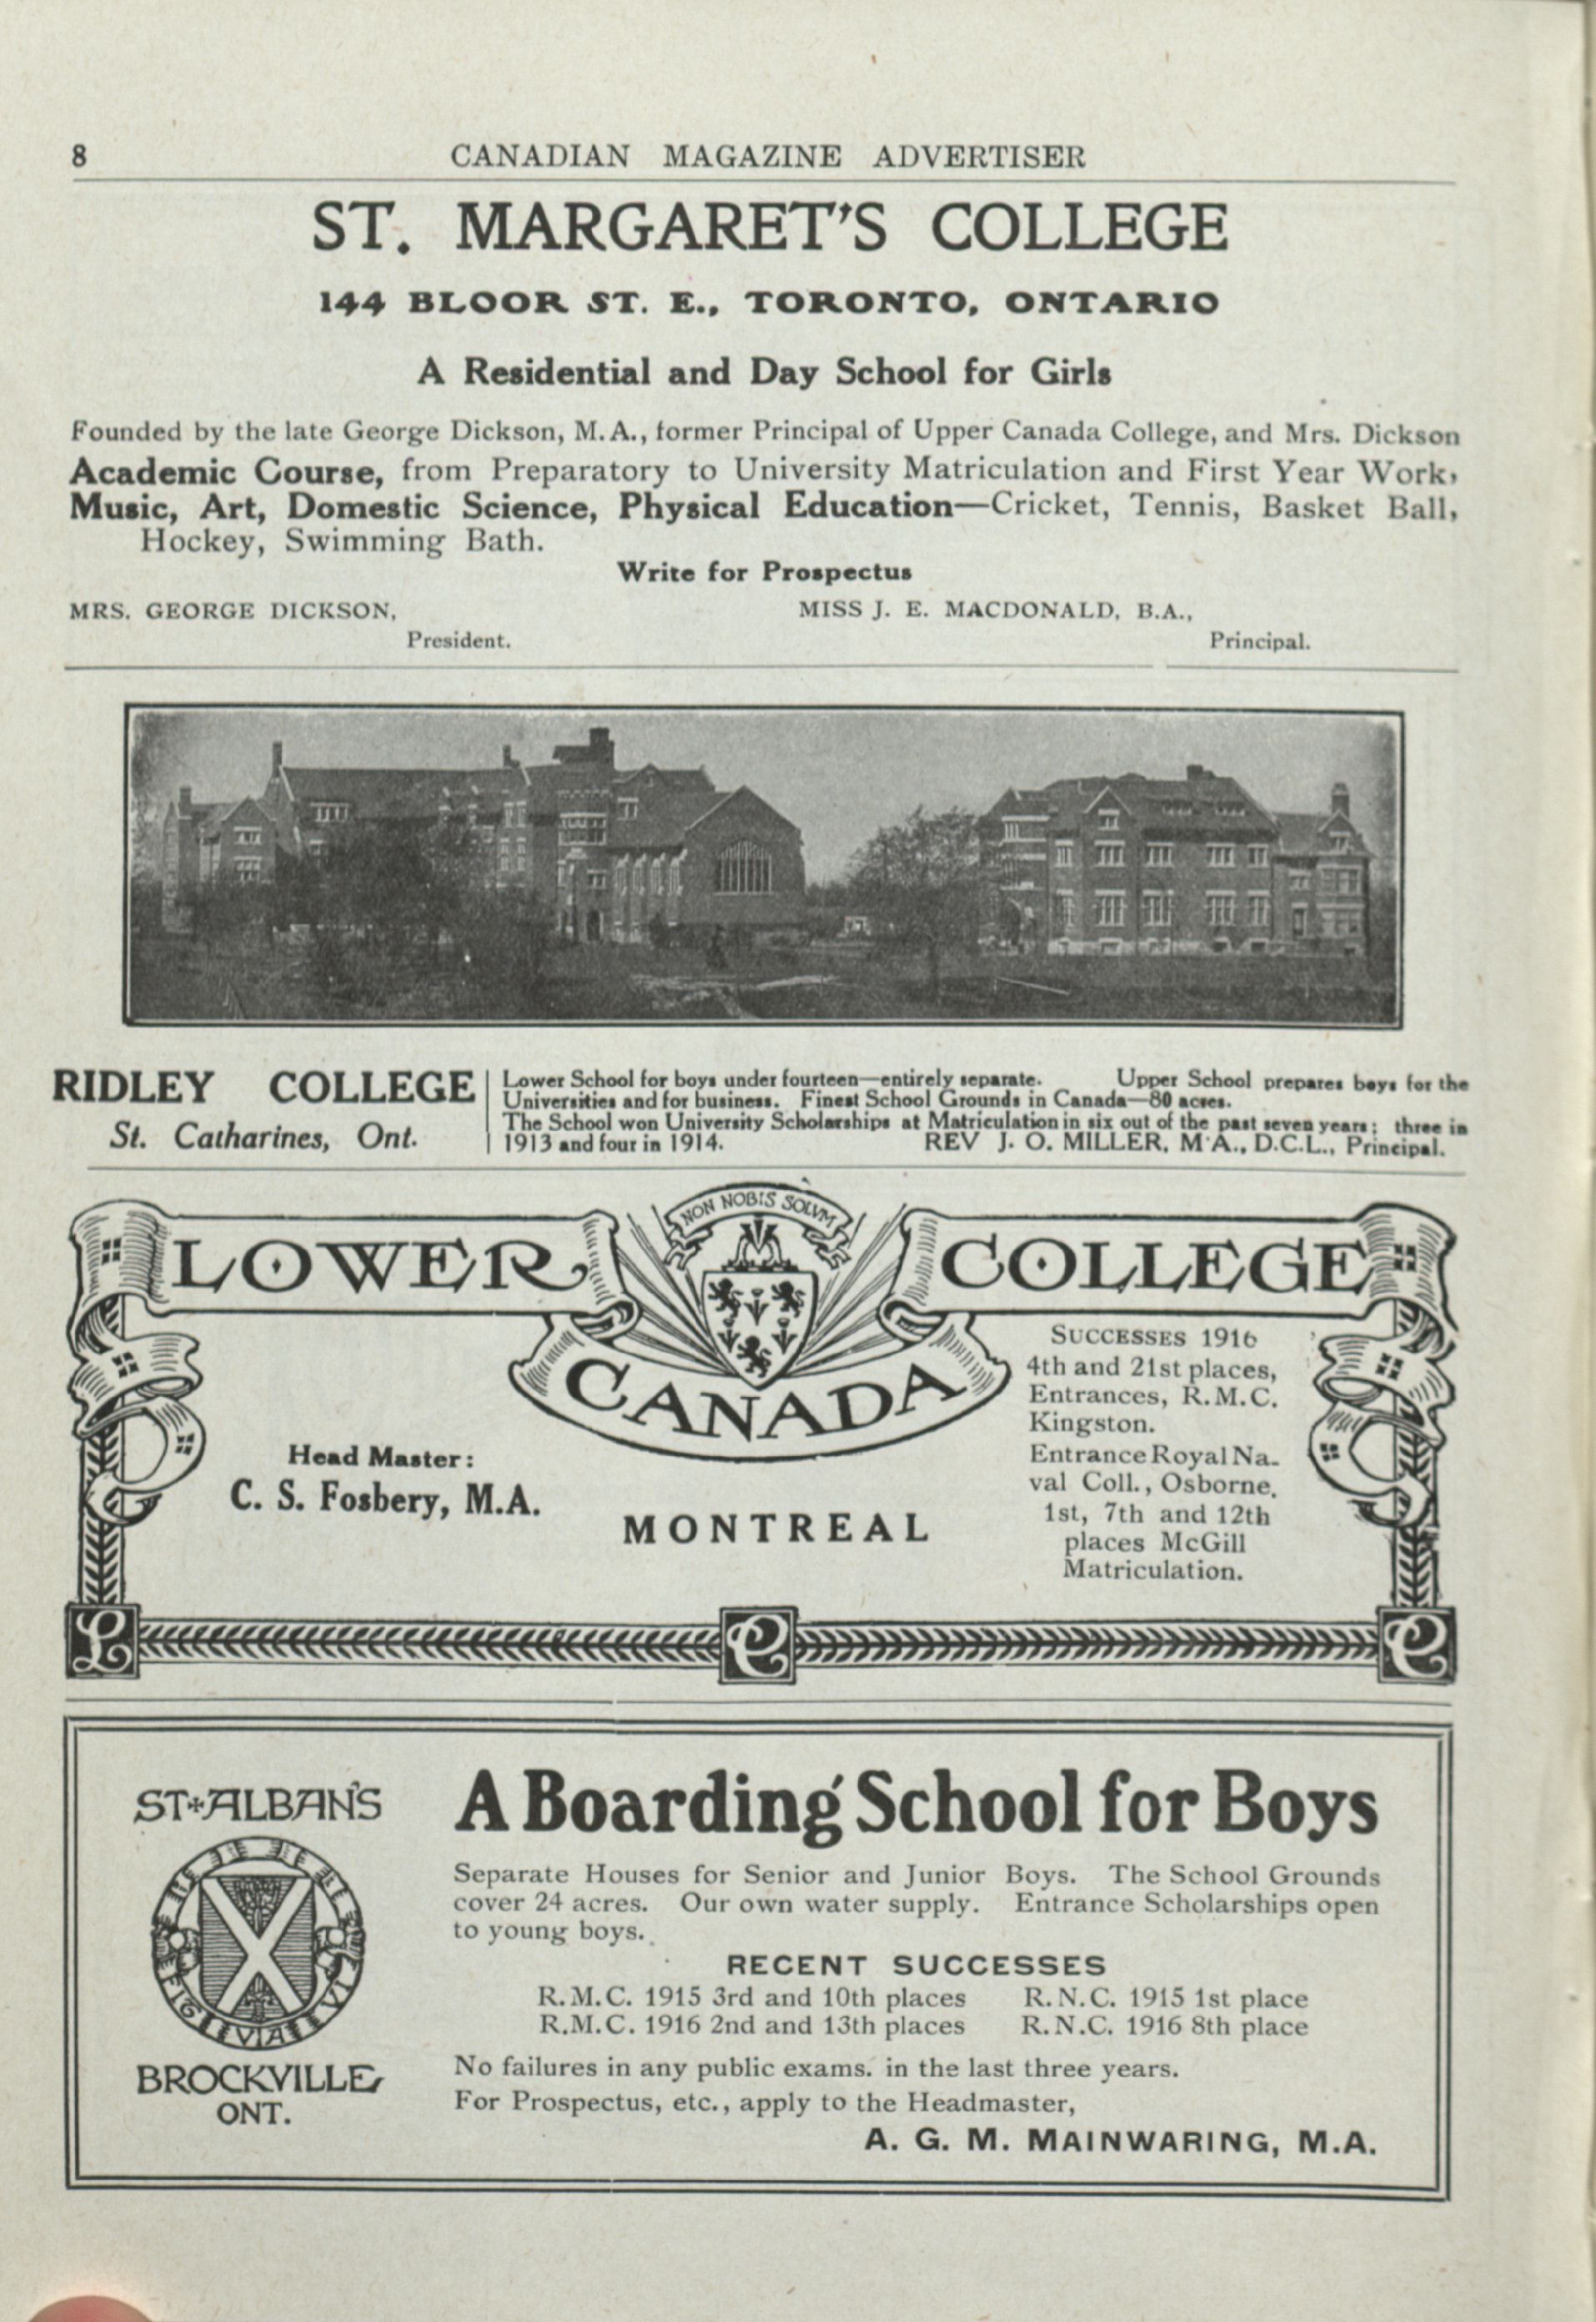 8 CANADIAN MAGAZINE ADVERTISER
ST. MARGARET'S COLLEGE
144 BLOOR ST. E., TORONTO, ONTARIO
A Residential and Day School for Girls
Founded by the late George Dickson, M.A., former Principal of Upper Canada College, and Mrs. Dickson
Academic Course, from Preparatory to University Matriculation and First Year Work,
Music, Art, Domestic Science, Physical Education—Cricket, Tennis, Basket Ball,
Hockey, Swimming Bath.
Write for Prospectus
MRS. GEORGE DICKSON, MISS J. E. MACDONALD, B.A.,
President. Principal.
RIDLEY COLLEGE
St. Catharines, Ont.
Lower School for boys under fourteen—entirely separate. Upper School prepares boys for the
Universities and for business. Finest School Grounds in Canada—80 acres.
The School won University Scholarships at Matriculation in six out of the past seven years; three in
1913 and four in 1914. REV J. O. MILLER, M.A., D.C.L., Principal.
NON NOBIS SOLVM
LOWER
CANADA
COLLEGE
Head Master:
C. S. Fosbery, M.A.
MONTREAL
SUCCESSES 1916
4th and 21st places,
Entrances, R.M.C.
Kingston.
Entrance Royal Na-
val Coll., Osborne.
1st, 7th and 12th
places McGill
Matriculation.
L C C
ST ALBAN'S
VIA VI
BROCKVILLE,
ONT.
A Boarding School for Boys
Separate Houses for Senior and Junior Boys. The School Grounds
cover 24 acres. Our own water supply. Entrance Scholarships open
to young boys.
RECENT SUCCESSES
R.M.C. 1915 3rd and 10th places R.N.C. 1915 1st place
R.M.C. 1916 2nd and 13th places R.N.C. 1916 8th place
No failures in any public exams. in the last three years.
For Prospectus, etc., apply to the Headmaster,
A. G. M. MAINWARING, M.A.